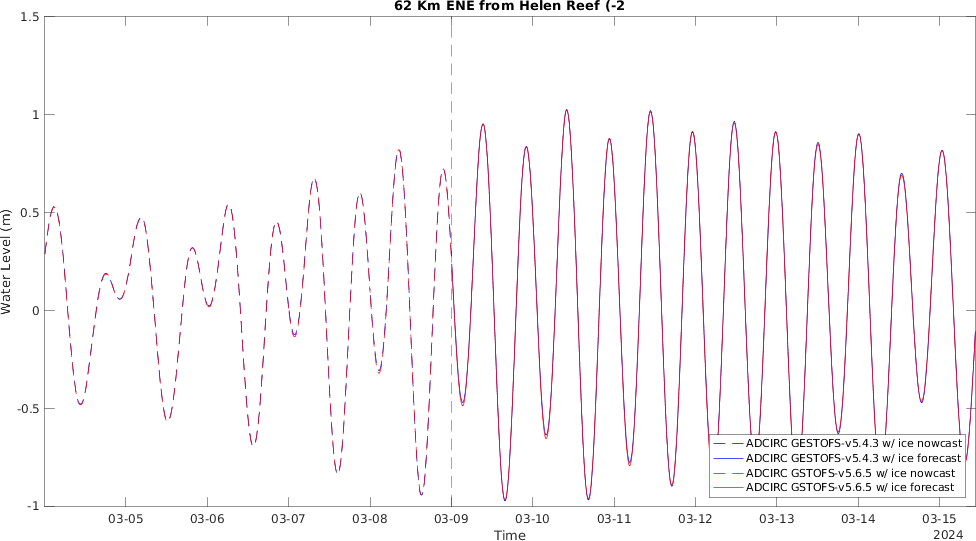 62 Km ENE from Helen Reef (-2
Water Level (m)
1.5
1
0.5
0
-0.5
-1
ADCIRC GESTOFS-v5.4.3 w/ ice nowcast
ADCIRC GESTOFS-v5.4.3 w/ ice forecast
ADCIRC GSTOFS-v5.6.5 w/ ice nowcast
ADCIRC GSTOFS-v5.6.5 w/ ice forecast
03-05 03-06 03-07 03-08 03-09 03-10 03-11 03-12 03-13 03-14 03-15
Time
2024